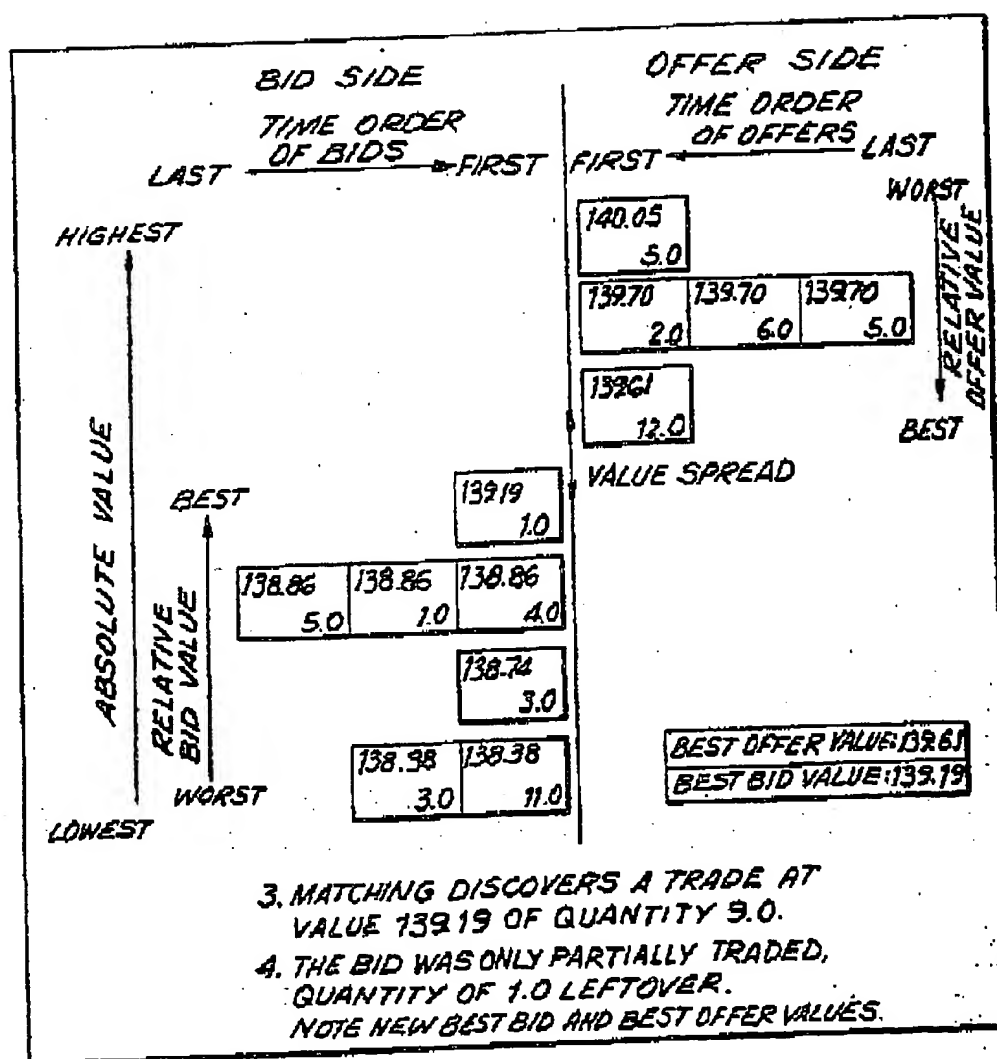 BID SIDE
OFFER SIDE
TIME ORDER
OF BIDS
TIME ORDER
OF OFFERS
LAST
FIRST
FIRST
LAST
HIGHEST
WORST
140.05
5.0
139.70 139.70 139.70
2.0 6.0 5.0
139.61
12.0
RELATIVE
OFFER VALUE
BEST
VALUE SPREAD
ABSOLUTE VALUE
BEST
RELATIVE
BID VALUE
139.19
1.0
138.86 138.86 138.86
5.0 1.0 4.0
138.74
3.0
138.38 138.38
3.0 11.0
WORST
LOWEST
BEST OFFER VALUE:139.61
BEST BID VALUE:139.19
3. MATCHING DISCOVERS A TRADE AT
VALUE 139.19 OF QUANTITY 9.0.
4. THE BID WAS ONLY PARTIALLY TRADED,
QUANTITY OF 1.0 LEFTOVER.
NOTE NEW BEST BID AND BEST OFFER VALUES.